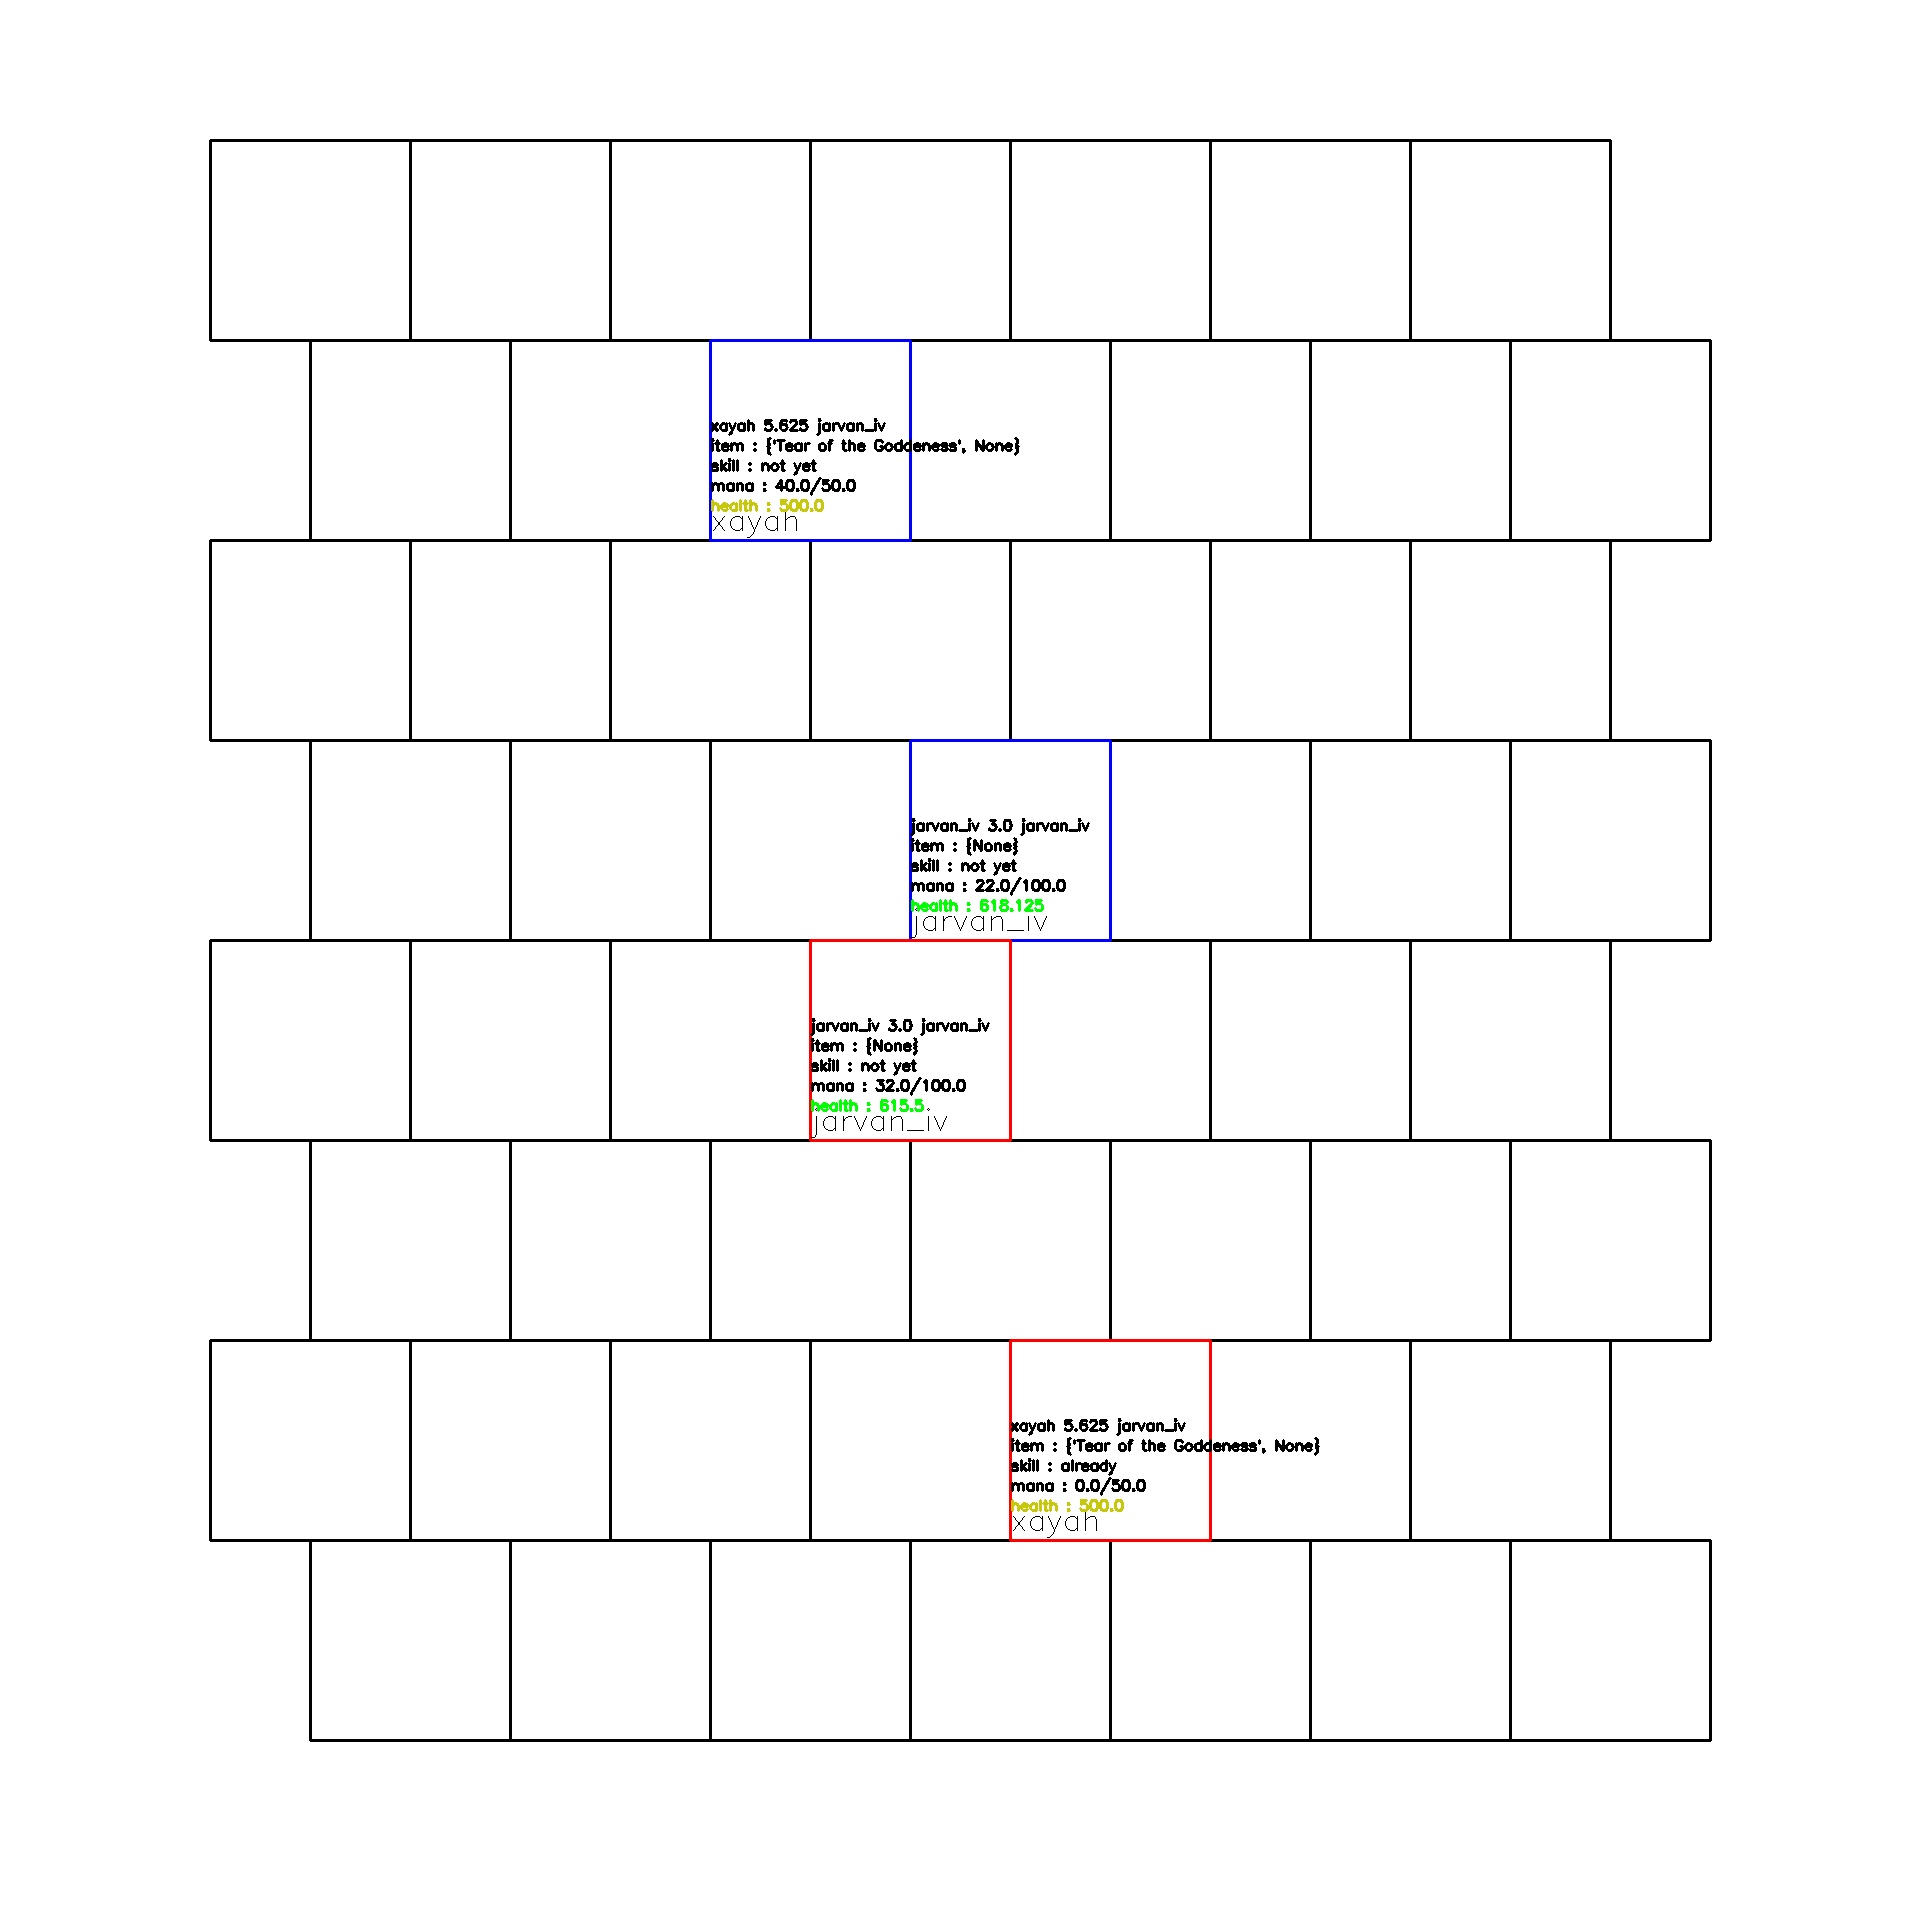 xayah 5.625 jarvan_iv
item : {'Tear of the Goddeness', None}
skill : not yet
mana : 40.0/50.0
health : 500.0
xayah
jarvan_iv 3.0 jarvan_iv
item : {None}
skill : not yet
mana : 22.0/100.0
health : 618.125
jarvan_iv
jarvan_iv 3.0 jarvan_iv
item : {None}
skill : not yet
mana : 32.0/100.0
health : 615.5
jarvan_iv
xayah 5.625 jarvan_iv
item : {'Tear of the Goddeness', None}
skill : already
mana : 0.0/50.0
health : 500.0
xayah